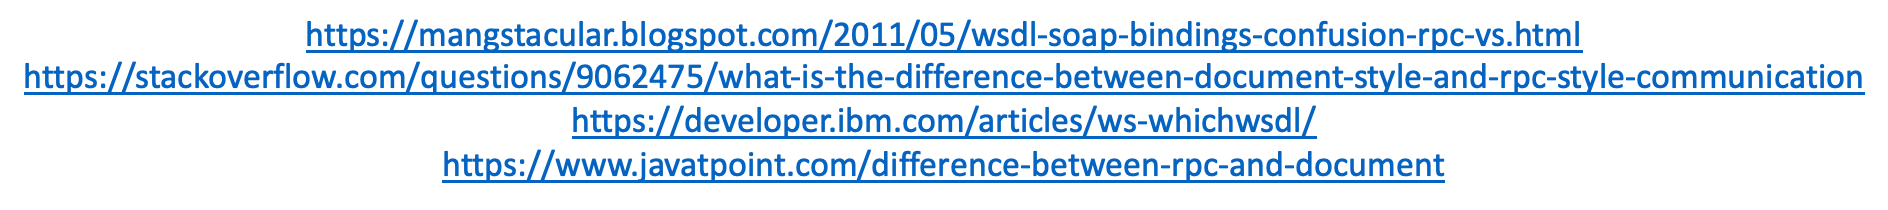 https://mangstacular.blogspot.com/2011/05/wsdl-soap-bindings-confusion-rpc-vs.html
https://stackoverflow.com/questions/9062475/what-is-the-difference-between-document-style-and-rpc-style-communication
https://developer.ibm.com/articles/ws-whichwsdl/
https://www.javatpoint.com/difference-between-rpc-and-document